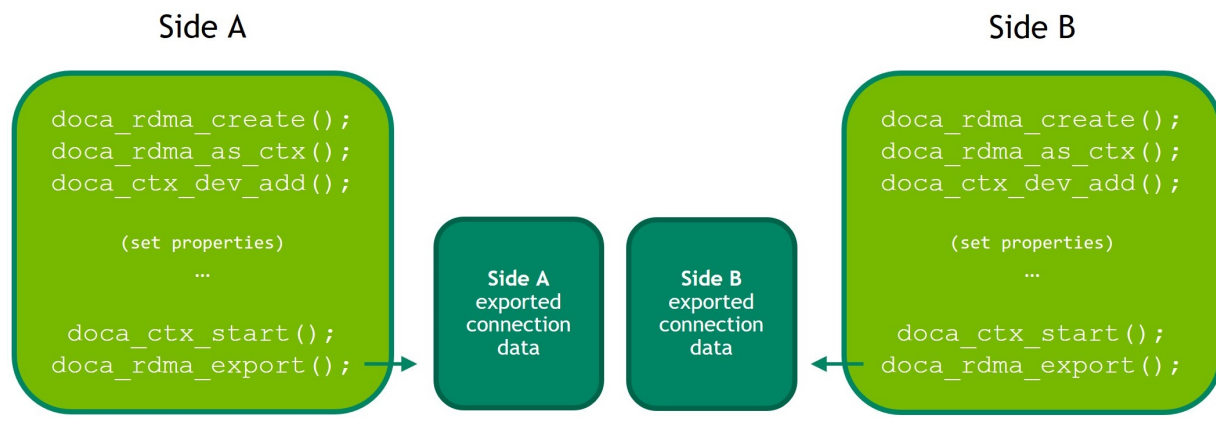 Side A
doca_rdma_create();
doca_rdma_as_ctx();
doca_ctx_dev_add();
(set properties)
…
doca_ctx_start();
doca_rdma_export();
Side A
exported
connection
data
Side B
exported
connection
data
Side B
doca_rdma_create();
doca_rdma_as_ctx();
doca_ctx_dev_add();
(set properties)
…
doca_ctx_start();
doca_rdma_export();